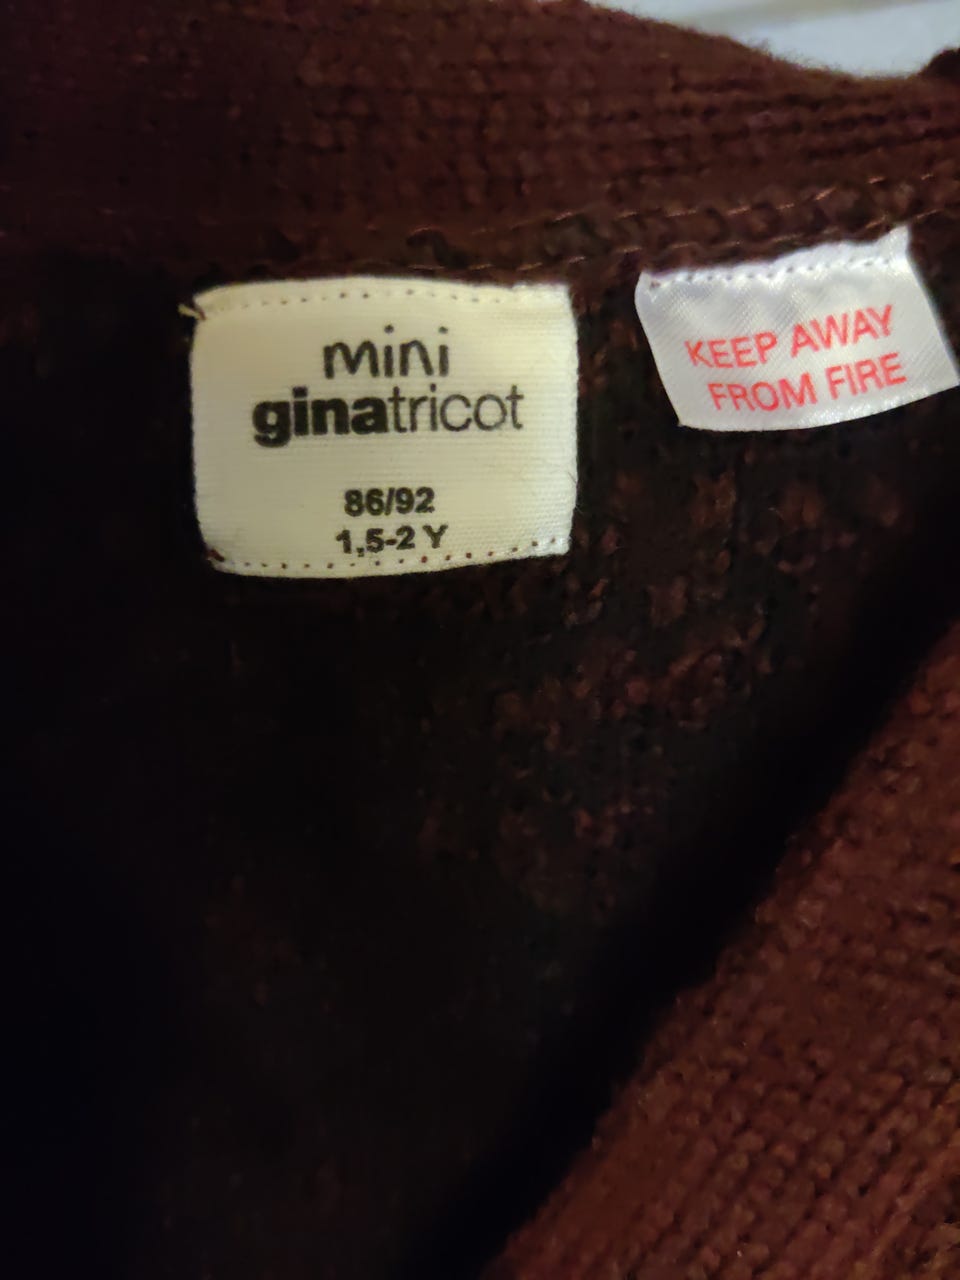 mini
ginatricot
86/92
1,5-2 Y
KEEP AWAY
FROM FIRE